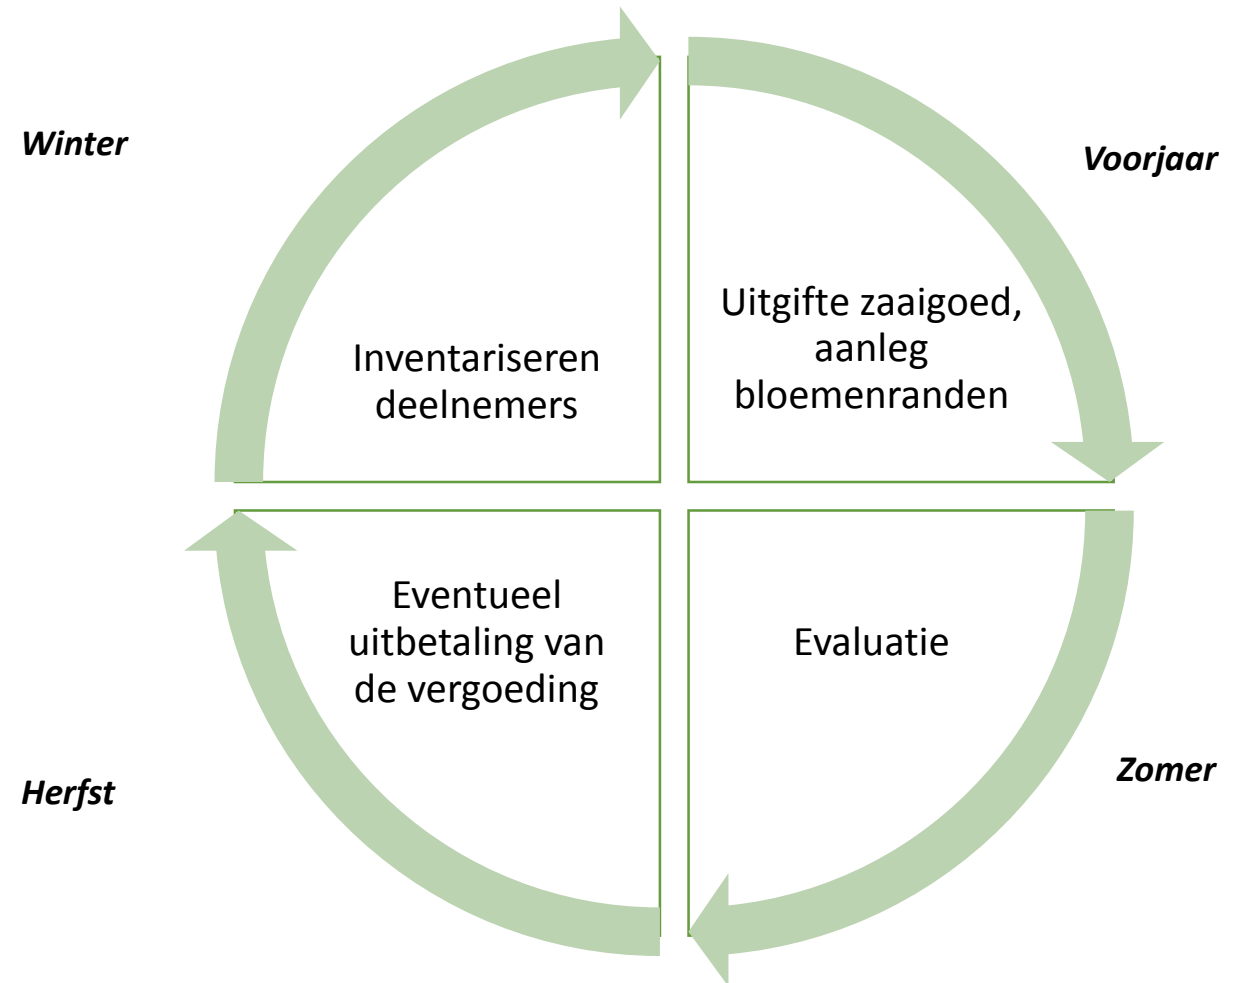 Winter
Voorjaar
Uitgifte zaaigoed,
aanleg
bloemenranden
Inventariseren
deelnemers
Eventueel
uitbetaling van
de vergoeding
Evaluatie
Zomer
Herfst